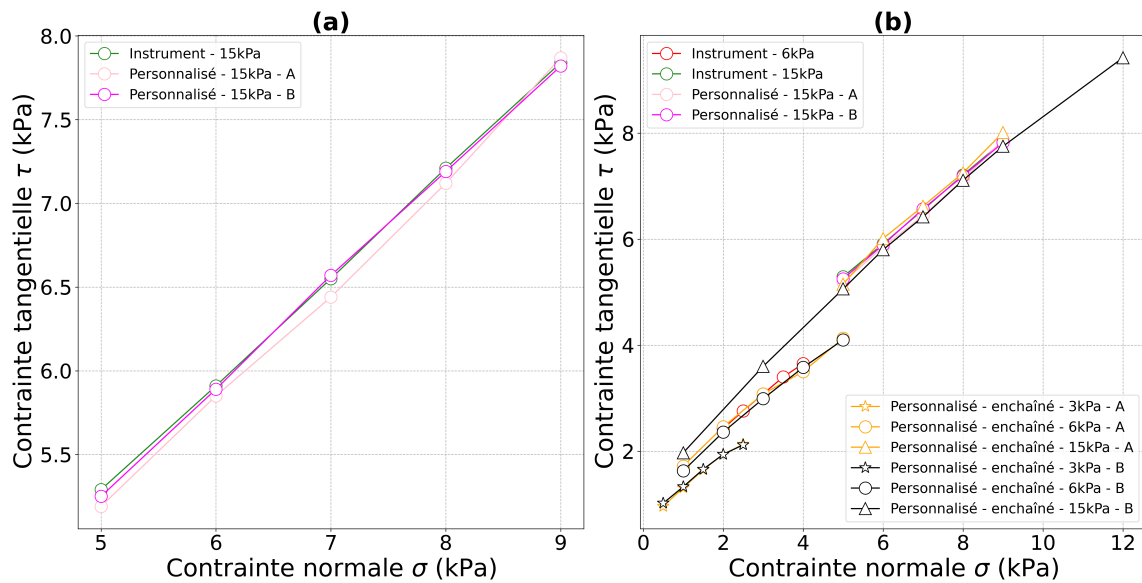 (a)
Contrainte tangentielle τ (kPa)
8.0
7.5
7.0
6.5
6.0
5.5
Instrument - 15kPa
Personnalisé - 15kPa - A
Personnalisé - 15kPa - B
5 6 7 8 9
Contrainte normale σ (kPa)
(b)
Contrainte tangentielle τ (kPa)
8
6
4
2
Instrument - 6kPa
Instrument - 15kPa
Personnalisé - 15kPa - A
Personnalisé - 15kPa - B
Personnalisé - enchaîné - 3kPa - A
Personnalisé - enchaîné - 6kPa - A
Personnalisé - enchaîné - 15kPa - A
Personnalisé - enchaîné - 3kPa - B
Personnalisé - enchaîné - 6kPa - B
Personnalisé - enchaîné - 15kPa - B
0 2 4 6 8 10 12
Contrainte normale σ (kPa)